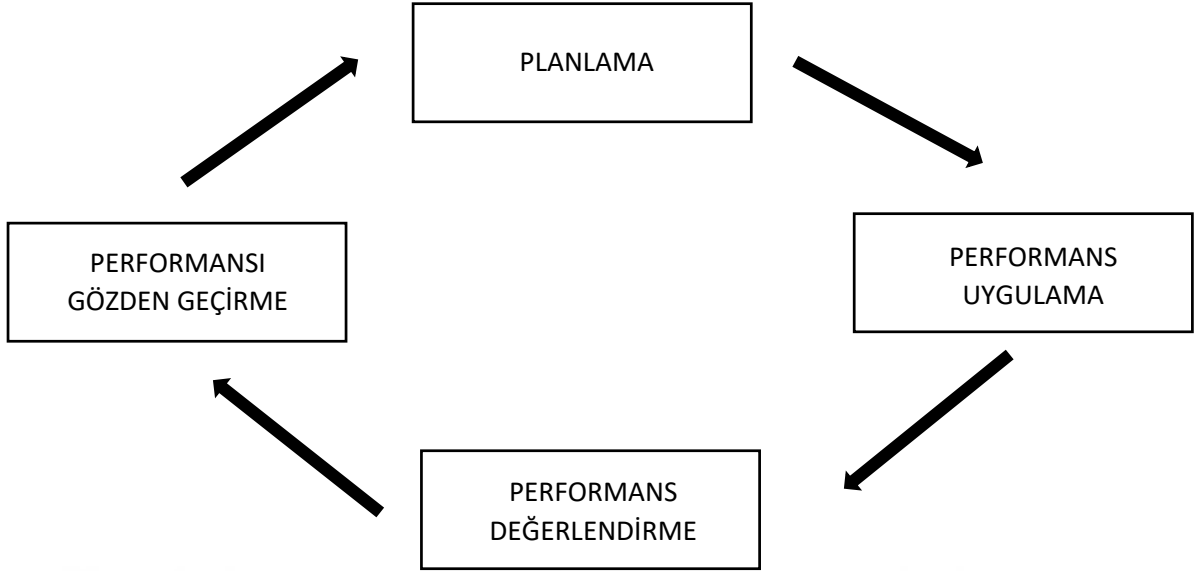 PLANLAMA
PERFORMANS
UYGULAMA
PERFORMANS
DEĞERLENDİRME
PERFORMANSI
GÖZDEN GEÇİRME